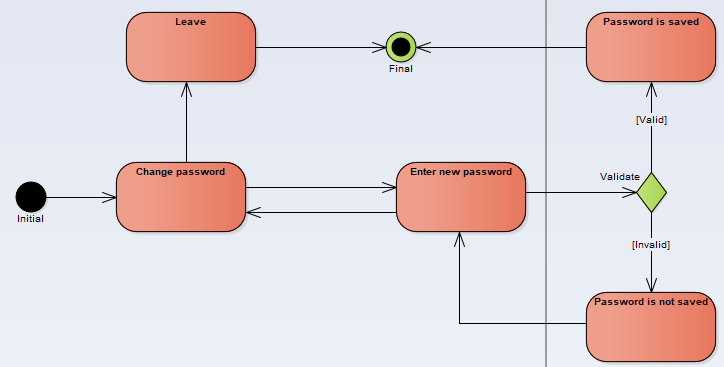 Leave
Password is saved
Final
[Valid]
Change password
Enter new password
Validate
Initial
[Invalid]
Password is not saved